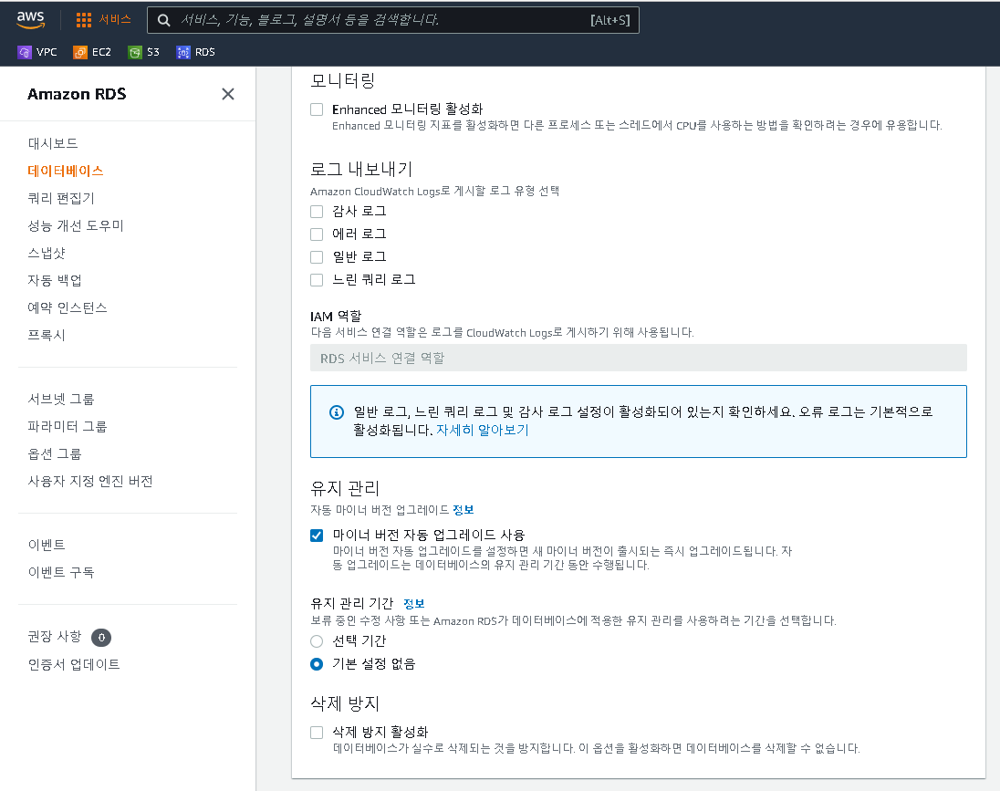 aws
서비스
서비스, 기능, 블로그, 설명서 등을 검색합니다.
[Alt+S]
VPC
EC2
S3
RDS
Amazon RDS
대시보드
데이터베이스
쿼리 편집기
성능 개선 도우미
스냅샷
자동 백업
예약 인스턴스
프록시
서브넷 그룹
파라미터 그룹
옵션 그룹
사용자 지정 엔진 버전
이벤트
이벤트 구독
권장 사항 0
인증서 업데이트
모니터링
Enhanced 모니터링 활성화
Enhanced 모니터링 지표를 활성화하면 다른 프로세스 또는 스레드에서 CPU를 사용하는 방법을 확인하려는 경우에 유용합니다.
로그 내보내기
Amazon CloudWatch Logs로 게시할 로그 유형 선택
감사 로그
에러 로그
일반 로그
느린 쿼리 로그
IAM 역할
다음 서비스 연결 역할은 로그를 CloudWatch Logs로 게시하기 위해 사용됩니다.
RDS 서비스 연결 역할
일반 로그, 느린 쿼리 로그 및 감사 로그 설정이 활성화되어 있는지 확인하세요. 오류 로그는 기본적으로
활성화됩니다. 자세히 알아보기
유지 관리
자동 마이너 버전 업그레이드 정보
마이너 버전 자동 업그레이드 사용
마이너 버전 자동 업그레이드를 설정하면 새 마이너 버전이 출시되는 즉시 업그레이드됩니다. 자
동 업그레이드는 데이터베이스의 유지 관리 기간 동안 수행됩니다.
유지 관리 기간 정보
보류 중인 수정 사항 또는 Amazon RDS가 데이터베이스에 적용한 유지 관리를 사용하려는 기간을 선택합니다.
선택 기간
기본 설정 없음
삭제 방지
삭제 방지 활성화
데이터베이스가 실수로 삭제되는 것을 방지합니다. 이 옵션을 활성화하면 데이터베이스를 삭제할 수 없습니다.